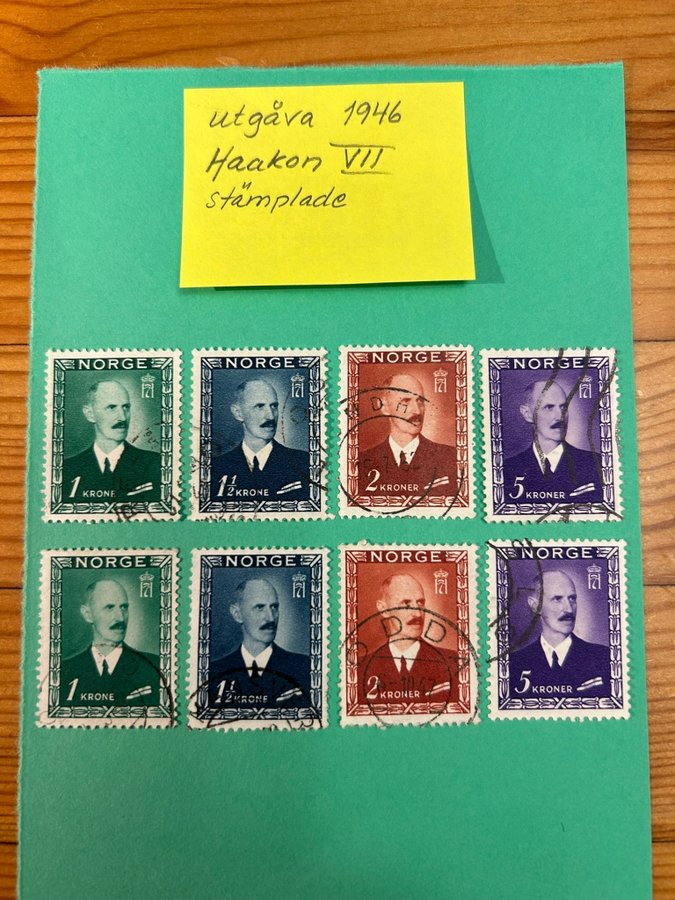 utgåva 1946
Haakon VII
stämplade
NORGE
1 KRONE
NORGE
1½ KRONE
NORGE
2 KRONER
NORGE
5 KRONER
NORGE
1 KRONE
NORGE
1½ KRONE
NORGE
2 KRONER
ODDA
NORGE
5 KRONER